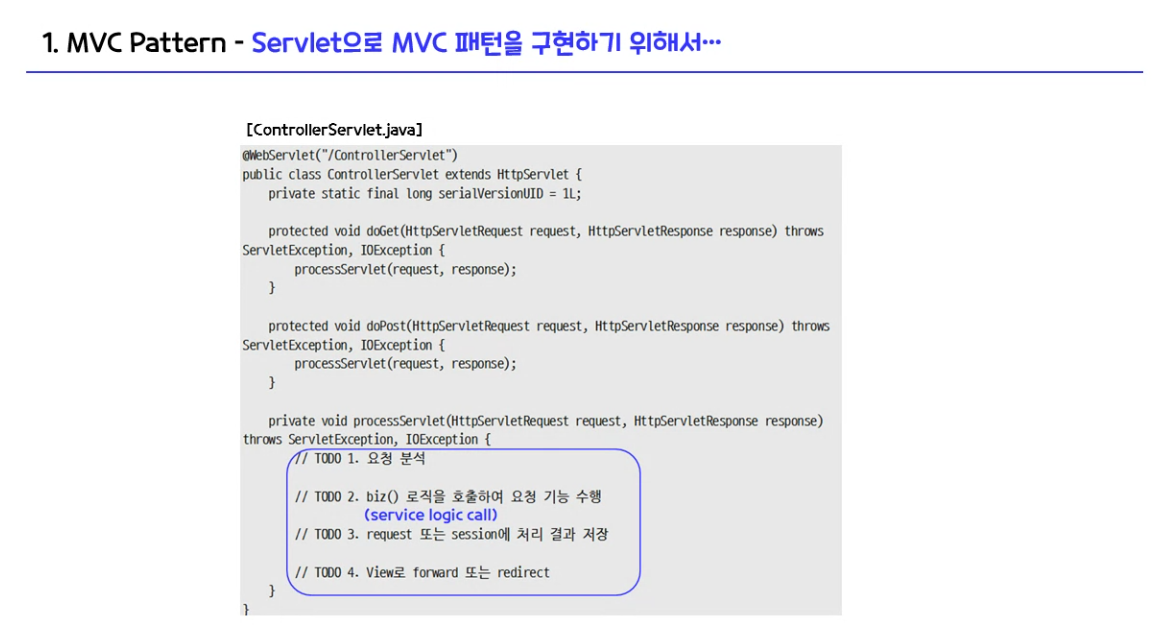 1. MVC Pattern - Servlet으로 MVC 패턴을 구현하기 위해서…
[ControllerServlet.java]
@WebServlet("/ControllerServlet")
public class ControllerServlet extends HttpServlet {
private static final long serialVersionUID = 1L;
protected void doGet(HttpServletRequest request, HttpServletResponse response) throws
ServletException, IOException {
processServlet(request, response);
}
protected void doPost(HttpServletRequest request, HttpServletResponse response) throws
ServletException, IOException {
processServlet(request, response);
}
private void processServlet(HttpServletRequest request, HttpServletResponse response)
throws ServletException, IOException {
// TODO 1. 요청 분석
// TODO 2. biz() 로직을 호출하여 요청 기능 수행
(service logic call)
// TODO 3. request 또는 session에 처리 결과 저장
// TODO 4. View로 forward 또는 redirect
}
}